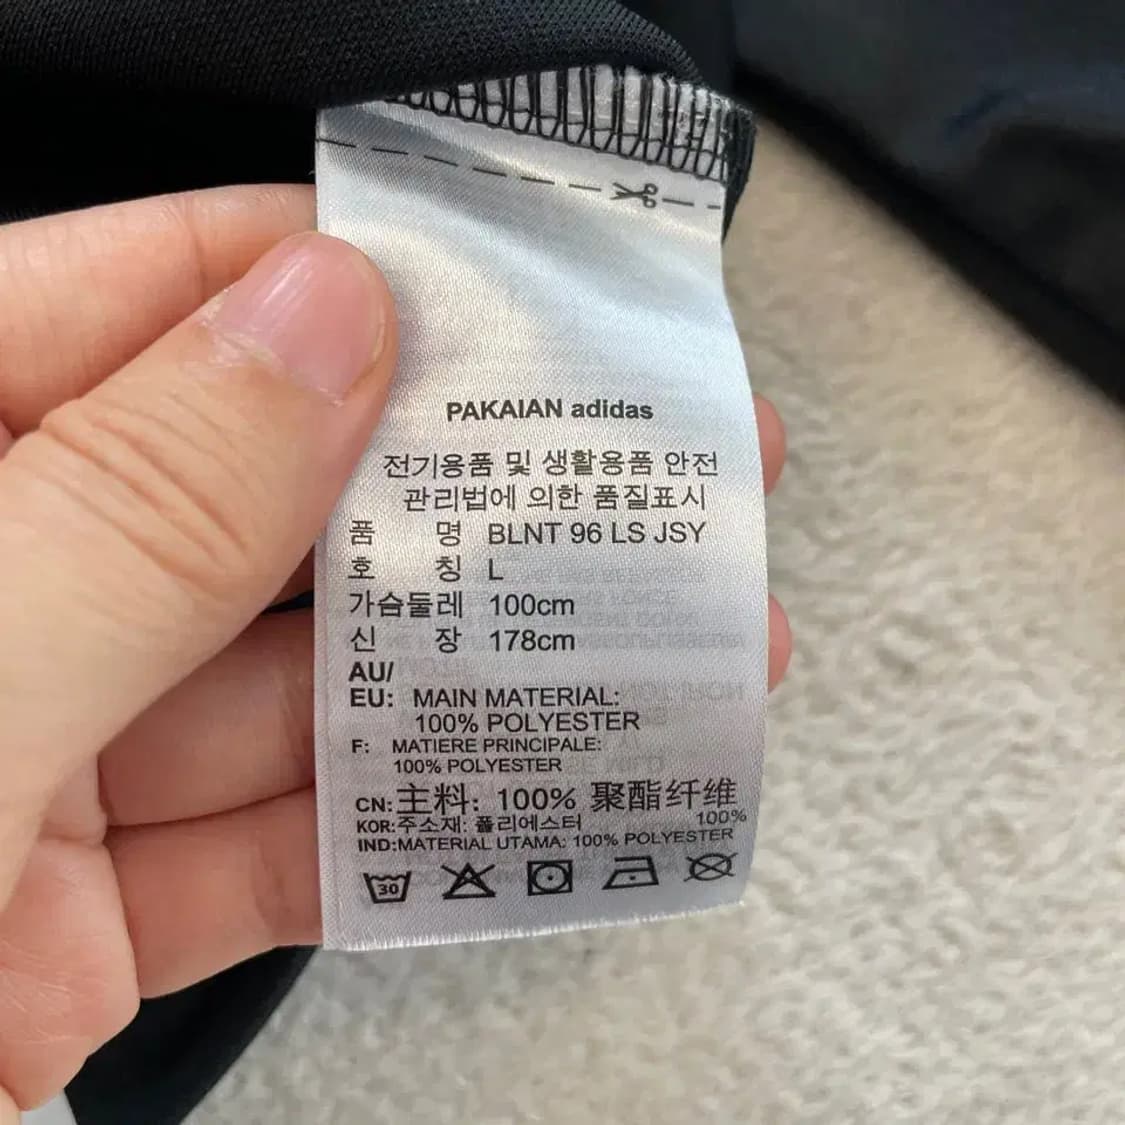 PAKAIAN adidas
전기용품 및 생활용품 안전
관리법에 의한 품질표시
품 명 BLNT 96 LS JSY
호 칭 L
가슴둘레 100cm
신 장 178cm
AU/
EU: MAIN MATERIAL:
100% POLYESTER
F: MATIERE PRINCIPALE:
100% POLYESTER
CN:主料: 100% 聚酯纤维
KOR:주소재: 폴리에스터 100%
IND:MATERIAL UTAMA: 100% POLYESTER
30